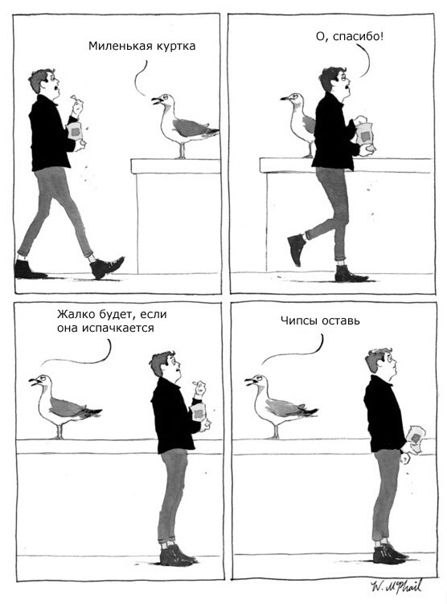 Миленькая куртка
О, спасибо!
Жалко будет, если
она испачкается
Чипсы оставь
W. McPhail